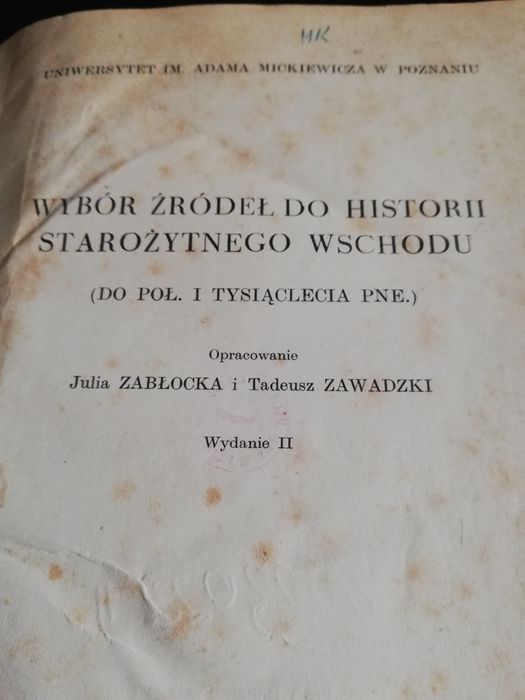 HK
UNIWERSYTET IM. ADAMA MICKIEWICZA W POZNANIU
WYBÓR ŹRÓDEŁ DO HISTORII
STAROŻYTNEGO WSCHODU
(DO POŁ. I TYSIĄCLECIA PNE.)
Opracowanie
Julia ZABŁOCKA i Tadeusz ZAWADZKI
Wydanie II